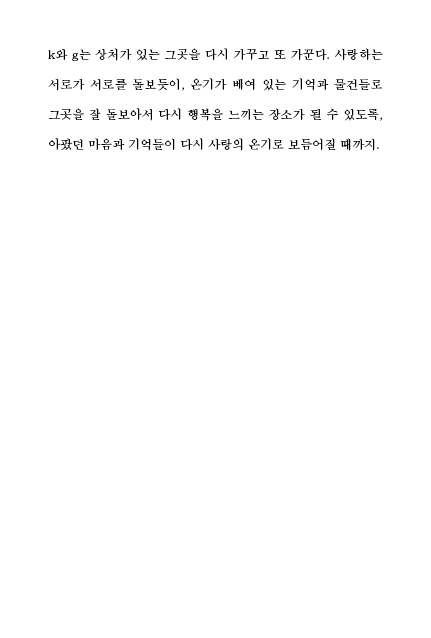 k와 g는 상처가 있는 그곳을 다시 가꾸고 또 가꾼다. 사랑하는
서로가 서로를 돌보듯이, 온기가 베여 있는 기억과 물건들로
그곳을 잘 돌보아서 다시 행복을 느끼는 장소가 될 수 있도록,
아팠던 마음과 기억들이 다시 사랑의 온기로 보듬어질 때까지.